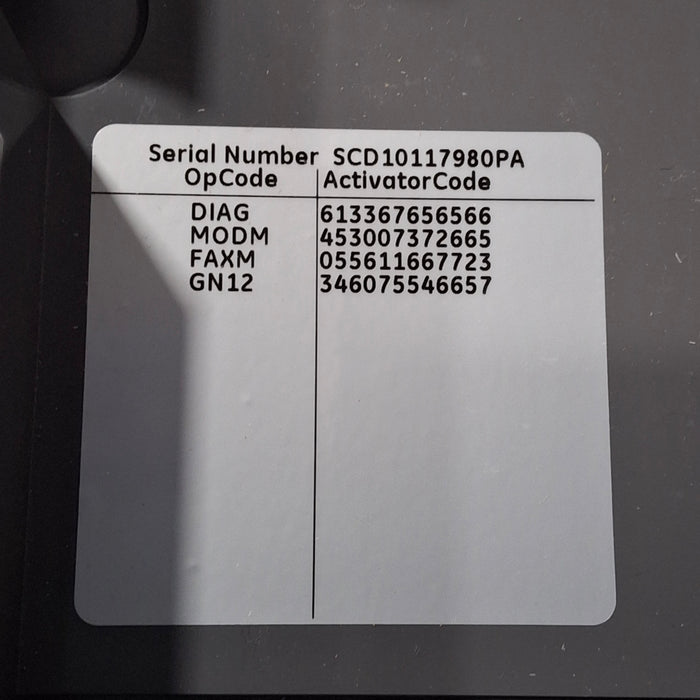 Serial Number SCD10117980PA
OpCode ActivatorCode
DIAG 613367656566
MODM 453007372665
FAXM 055611667723
GN12 346075546657